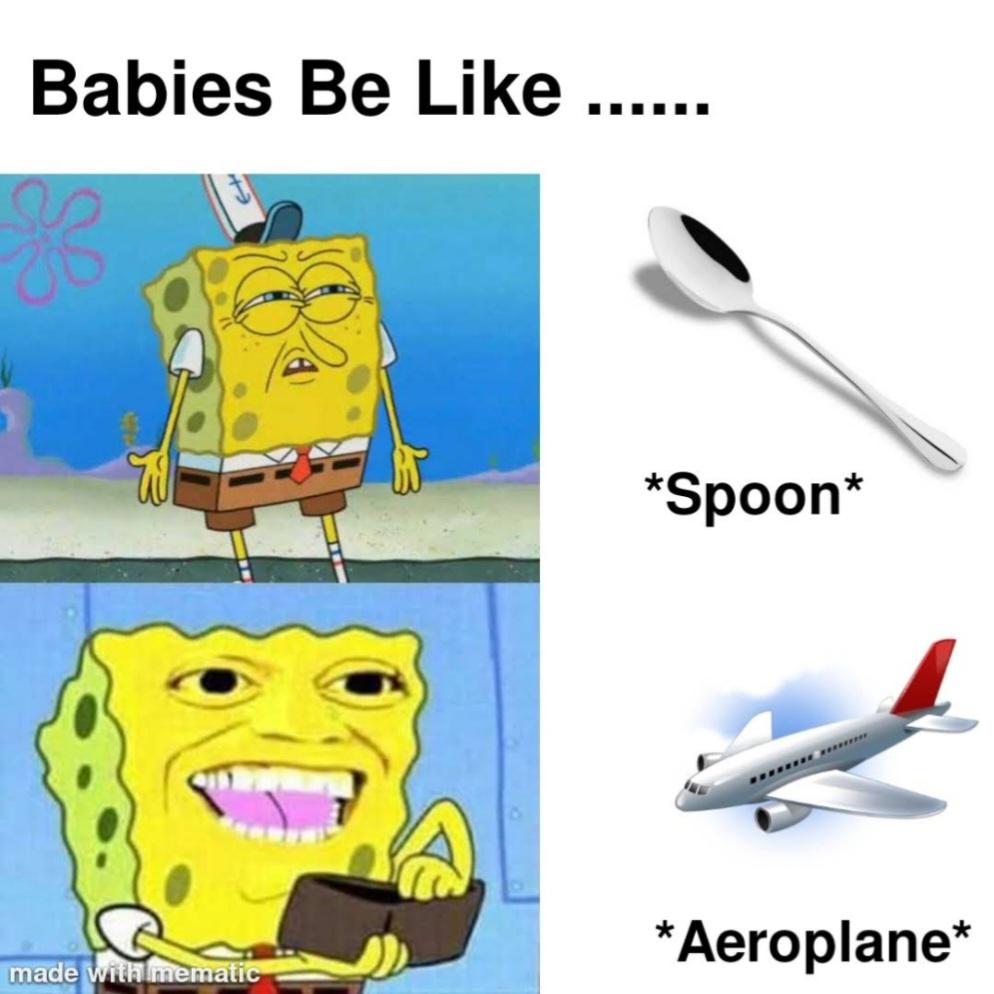 Babies Be Like ......
*Spoon*
*Aeroplane*
made with mematic